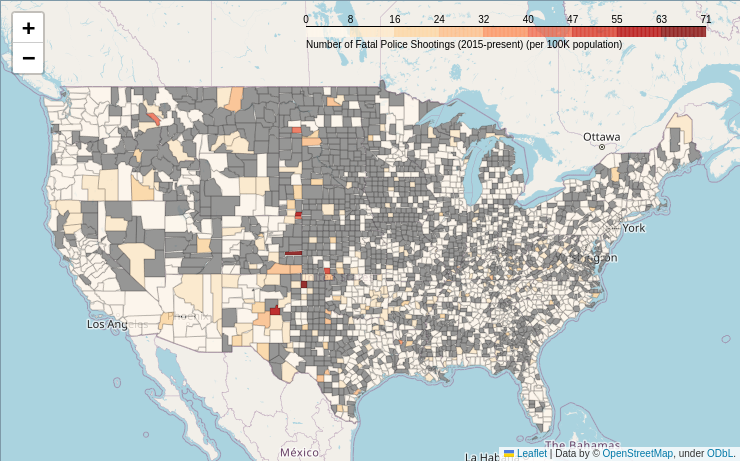 +
−
0 8 16 24 32 40 47 55 63 71
Number of Fatal Police Shootings (2015-present) (per 100K population)
Ottawa
York
Washington
Los Angeles
Phoenix
México
La Hab
The Bahamas
Leaflet | Data by © OpenStreetMap, under ODbL.